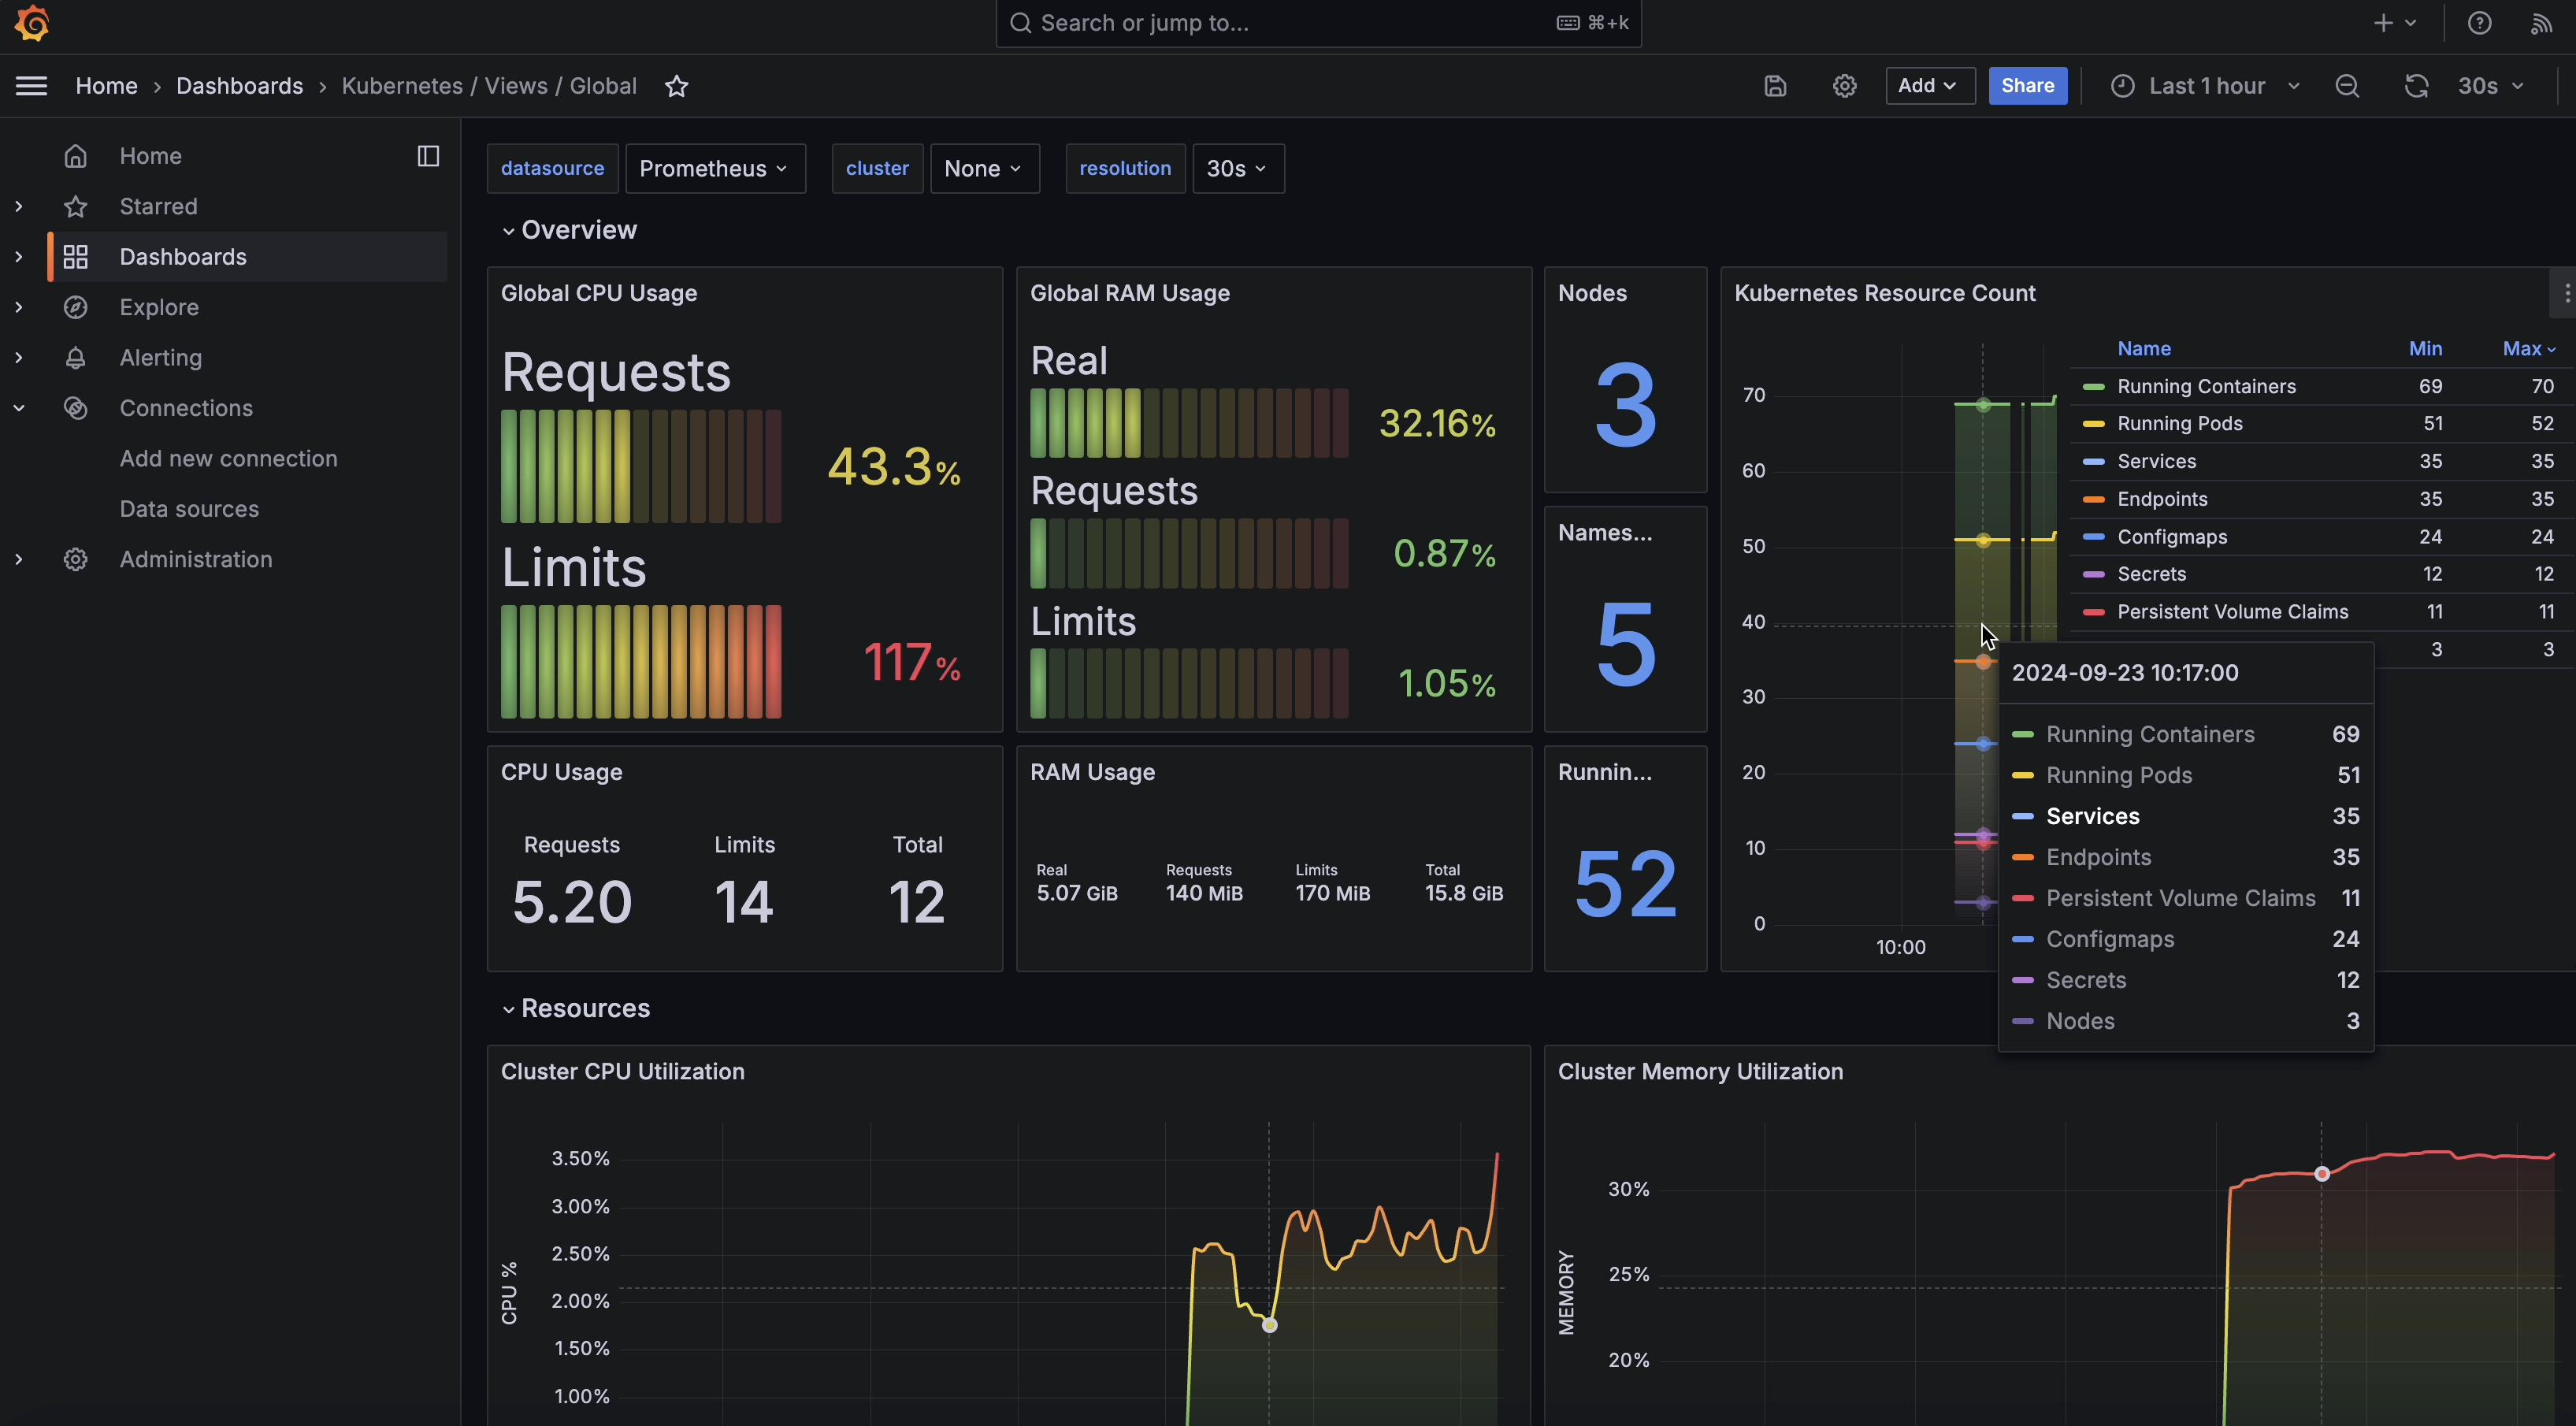 Search or jump to...
⌘+k
Home › Dashboards › Kubernetes / Views / Global
Add
Share
Last 1 hour
30s
Home
Starred
Dashboards
Explore
Alerting
Connections
Add new connection
Data sources
Administration
datasource Prometheus
cluster None
resolution 30s
Overview
Global CPU Usage
Requests
43.3%
Limits
117%
Global RAM Usage
Real
32.16%
Requests
0.87%
Limits
1.05%
Nodes
3
Names...
5
Kubernetes Resource Count
70
60
50
40
30
20
10
0
10:00
Name Min Max
Running Containers 69 70
Running Pods 51 52
Services 35 35
Endpoints 35 35
Configmaps 24 24
Secrets 12 12
Persistent Volume Claims 11 11
3 3
2024-09-23 10:17:00
Running Containers 69
Running Pods 51
Services 35
Endpoints 35
Persistent Volume Claims 11
Configmaps 24
Secrets 12
Nodes 3
CPU Usage
Requests Limits Total
5.20 14 12
RAM Usage
Real Requests Limits Total
5.07 GiB 140 MiB 170 MiB 15.8 GiB
Runnin...
52
Resources
Cluster CPU Utilization
CPU %
3.50%
3.00%
2.50%
2.00%
1.50%
1.00%
Cluster Memory Utilization
MEMORY
30%
25%
20%